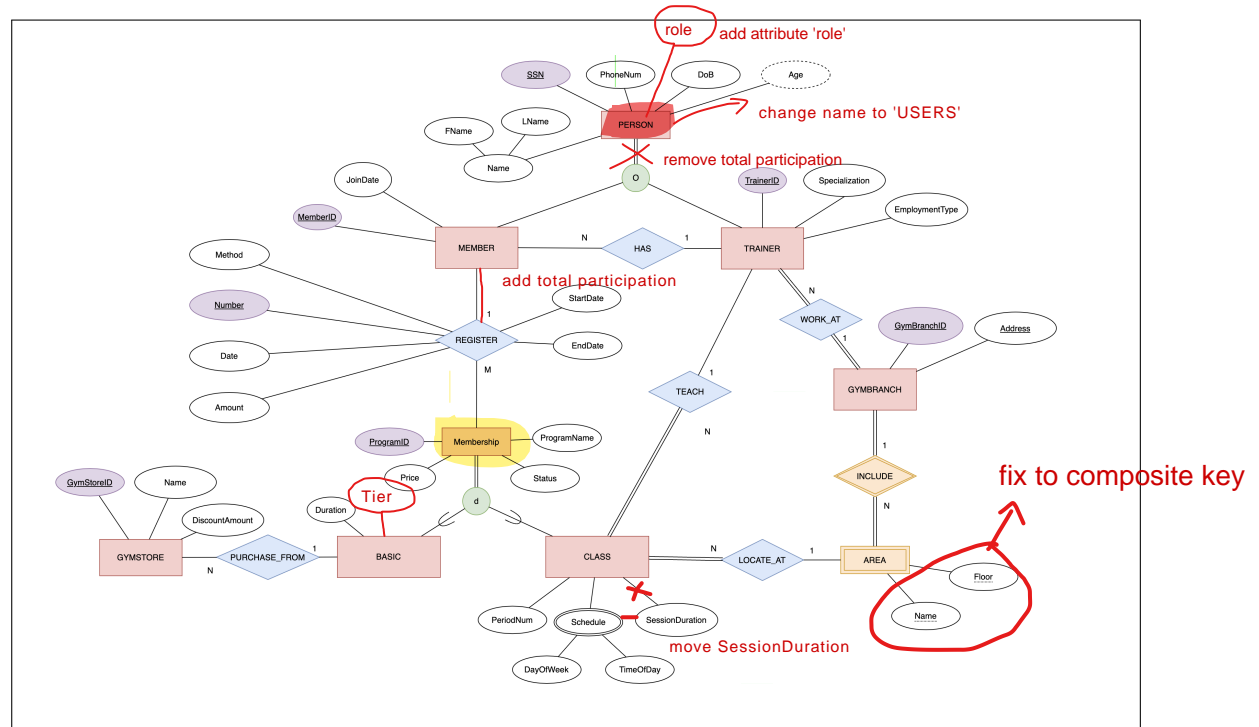 role
add attribute 'role'
SSN
PhoneNum
DoB
Age
change name to 'USERS'
PERSON
FName
LName
Name
remove total participation
O
JoinDate
TrainerID
Specialization
MemberID
EmploymentType
MEMBER
N
HAS
1
TRAINER
Method
add total participation
N
Number
StartDate
1
WORK_AT
GymBranchID
Address
REGISTER
1
Date
EndDate
M
1
TEACH
GYMBRANCH
Amount
N
ProgramID
Membership
ProgramName
1
Price
Status
INCLUDE
fix to composite key
GymStoreID
Name
Tier
d
N
Duration
DiscountAmount
GYMSTORE
N
PURCHASE_FROM
1
BASIC
CLASS
N
LOCATE_AT
1
AREA
Floor
Name
PeriodNum
Schedule
SessionDuration
move SessionDuration
DayOfWeek
TimeOfDay